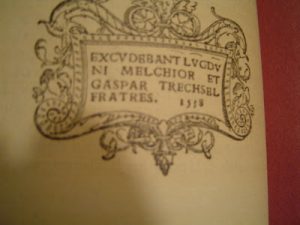 EXCVDEBANT LVGDV
NI MELCHIOR ET
GASPAR TRECHSEL
FRATRES. 1538